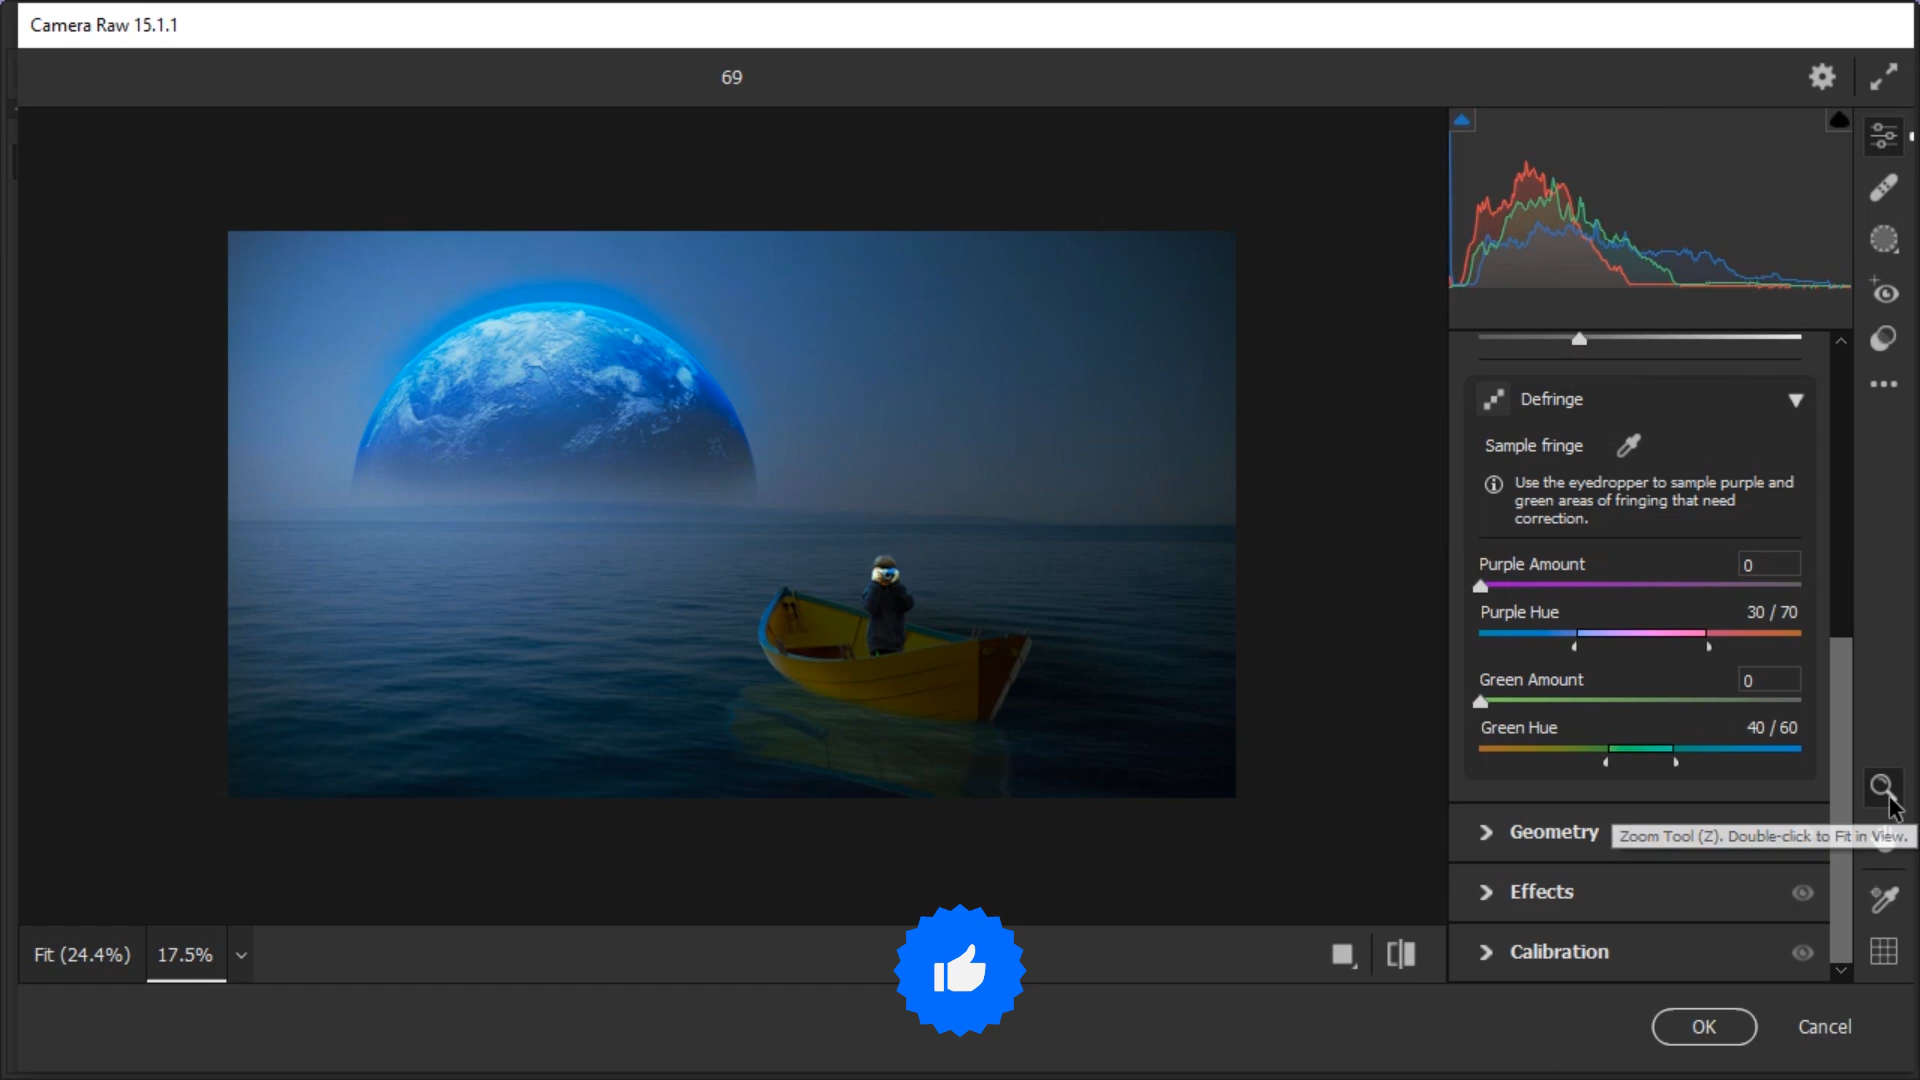 Camera Raw 15.1.1
69
Defringe
Sample fringe
Use the eyedropper to sample purple and
green areas of fringing that need
correction.
Purple Amount 0
Purple Hue 30 / 70
Green Amount 0
Green Hue 40 / 60
Geometry
Zoom Tool (Z). Double-click to Fit in View.
Effects
Calibration
Fit (24.4%) 17.5%
OK Cancel